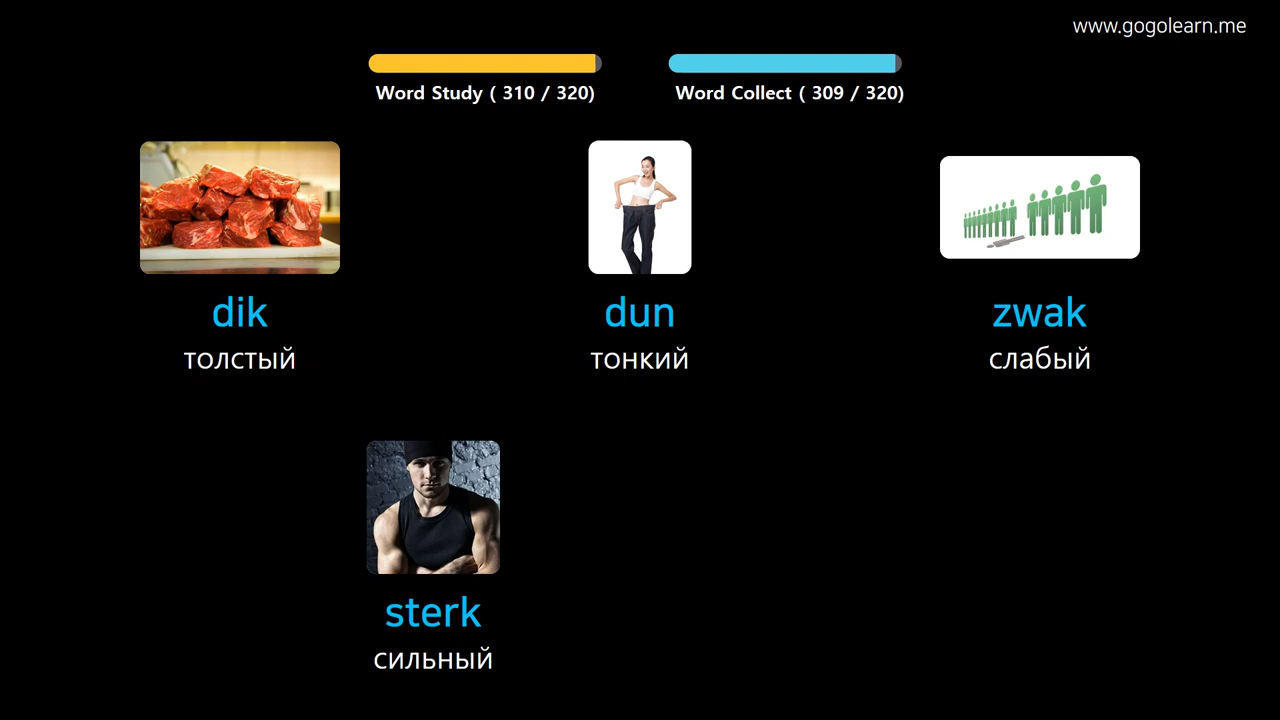 www.gogolearn.me
Word Study ( 310 / 320)
Word Collect ( 309 / 320)
dik
толстый
dun
тонкий
zwak
слабый
sterk
сильный